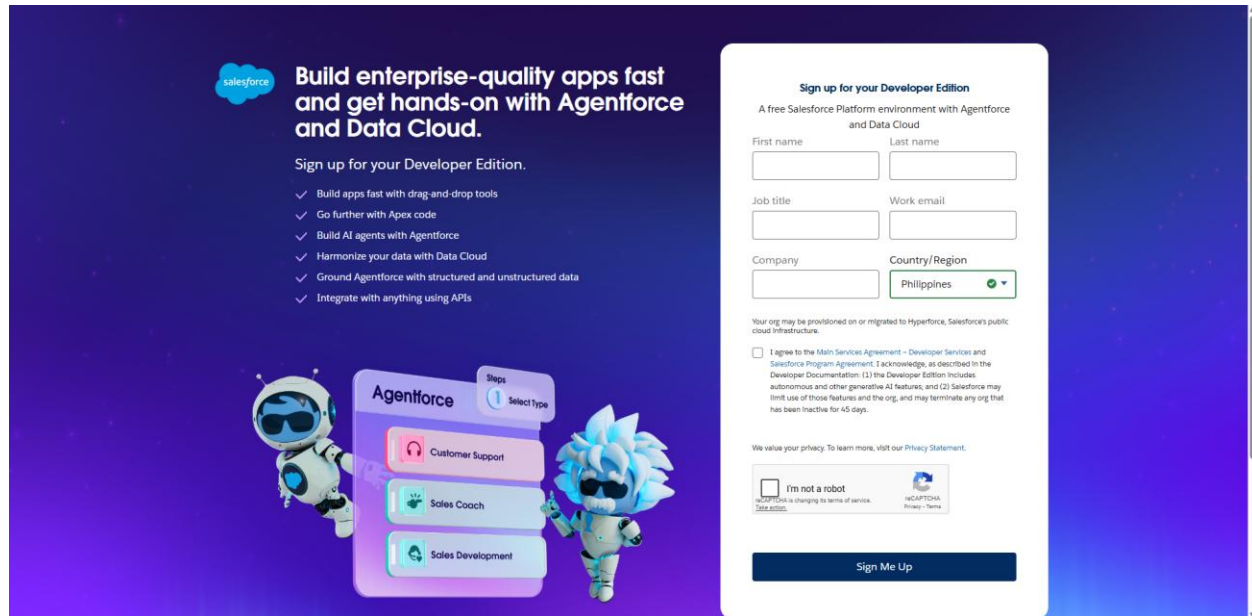 salesforce
Build enterprise-quality apps fast
and get hands-on with Agentforce
and Data Cloud.
Sign up for your Developer Edition.
Build apps fast with drag-and-drop tools
Go further with Apex code
Build AI agents with Agentforce
Harmonize your data with Data Cloud
Ground Agentforce with structured and unstructured data
Integrate with anything using APIs
Agentforce
Steps
1 Select Type
Customer Support
Sales Coach
Sales Development
Sign up for your Developer Edition
A free Salesforce Platform environment with Agentforce
and Data Cloud
First name Last name
Job title Work email
Company Country/Region
Philippines
Your org may be provisioned on or migrated to Hyperforce, Salesforce's public
cloud infrastructure.
I agree to the Main Services Agreement – Developer Services and
Salesforce Program Agreement. I acknowledge, as described in the
Developer Documentation: (1) the Developer Edition includes
autonomous and other generative AI features; and (2) Salesforce may
limit use of those features and the org, and may terminate any org that
has been inactive for 45 days.
We value your privacy. To learn more, visit our Privacy Statement.
I'm not a robot
reCAPTCHA is changing its terms of service.
Take action.
reCAPTCHA
Privacy - Terms
Sign Me Up